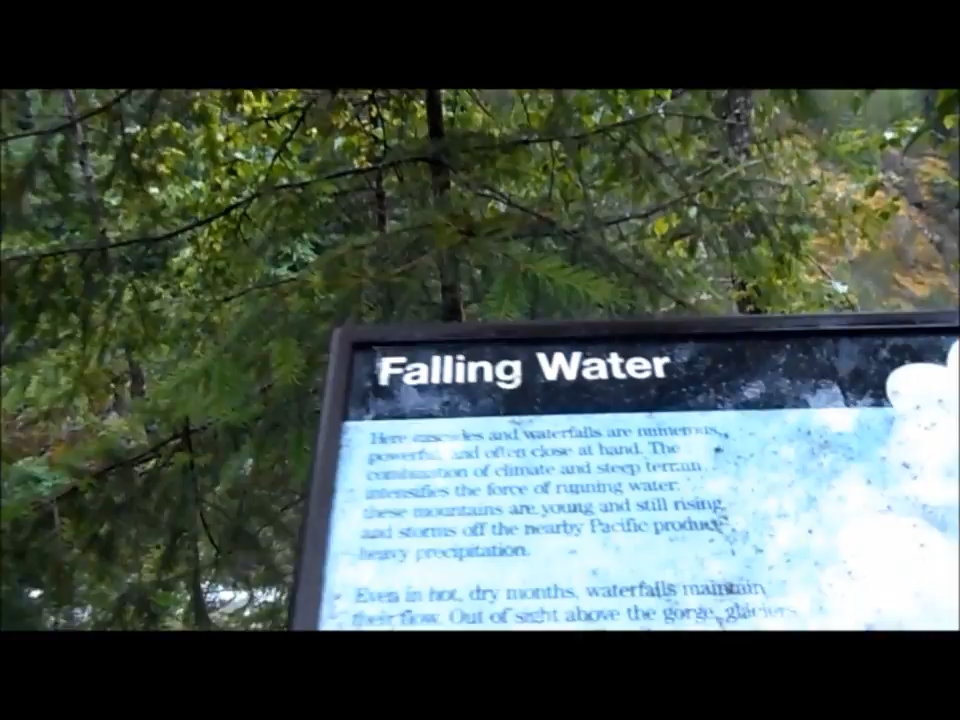 Falling Water
Here cascades and waterfalls are numerous,
powerful, and often close at hand. The
combination of climate and steep terrain
intensifies the force of running water:
these mountains are young and still rising,
and storms off the nearby Pacific produce
heavy precipitation.
Even in hot, dry months, waterfalls maintain
their flow. Out of sight above the gorge, glaciers